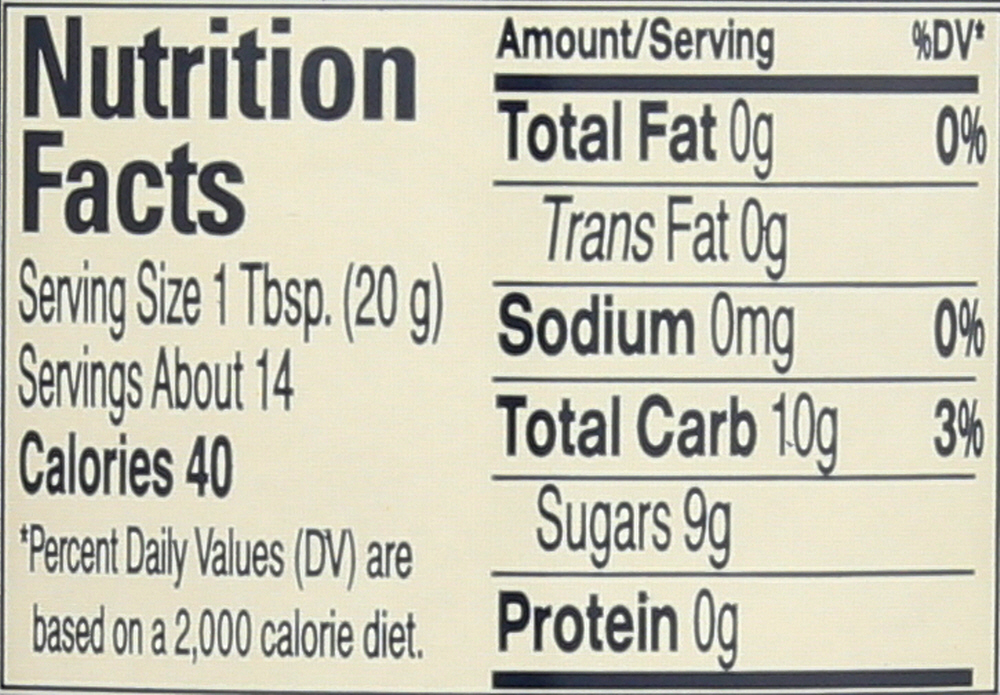 Nutrition
Facts
Serving Size 1 Tbsp. (20 g)
Servings About 14
Calories 40
*Percent Daily Values (DV) are
based on a 2,000 calorie diet.
Amount/Serving %DV*
Total Fat 0g 0%
Trans Fat 0g
Sodium 0mg 0%
Total Carb 10g 3%
Sugars 9g
Protein 0g